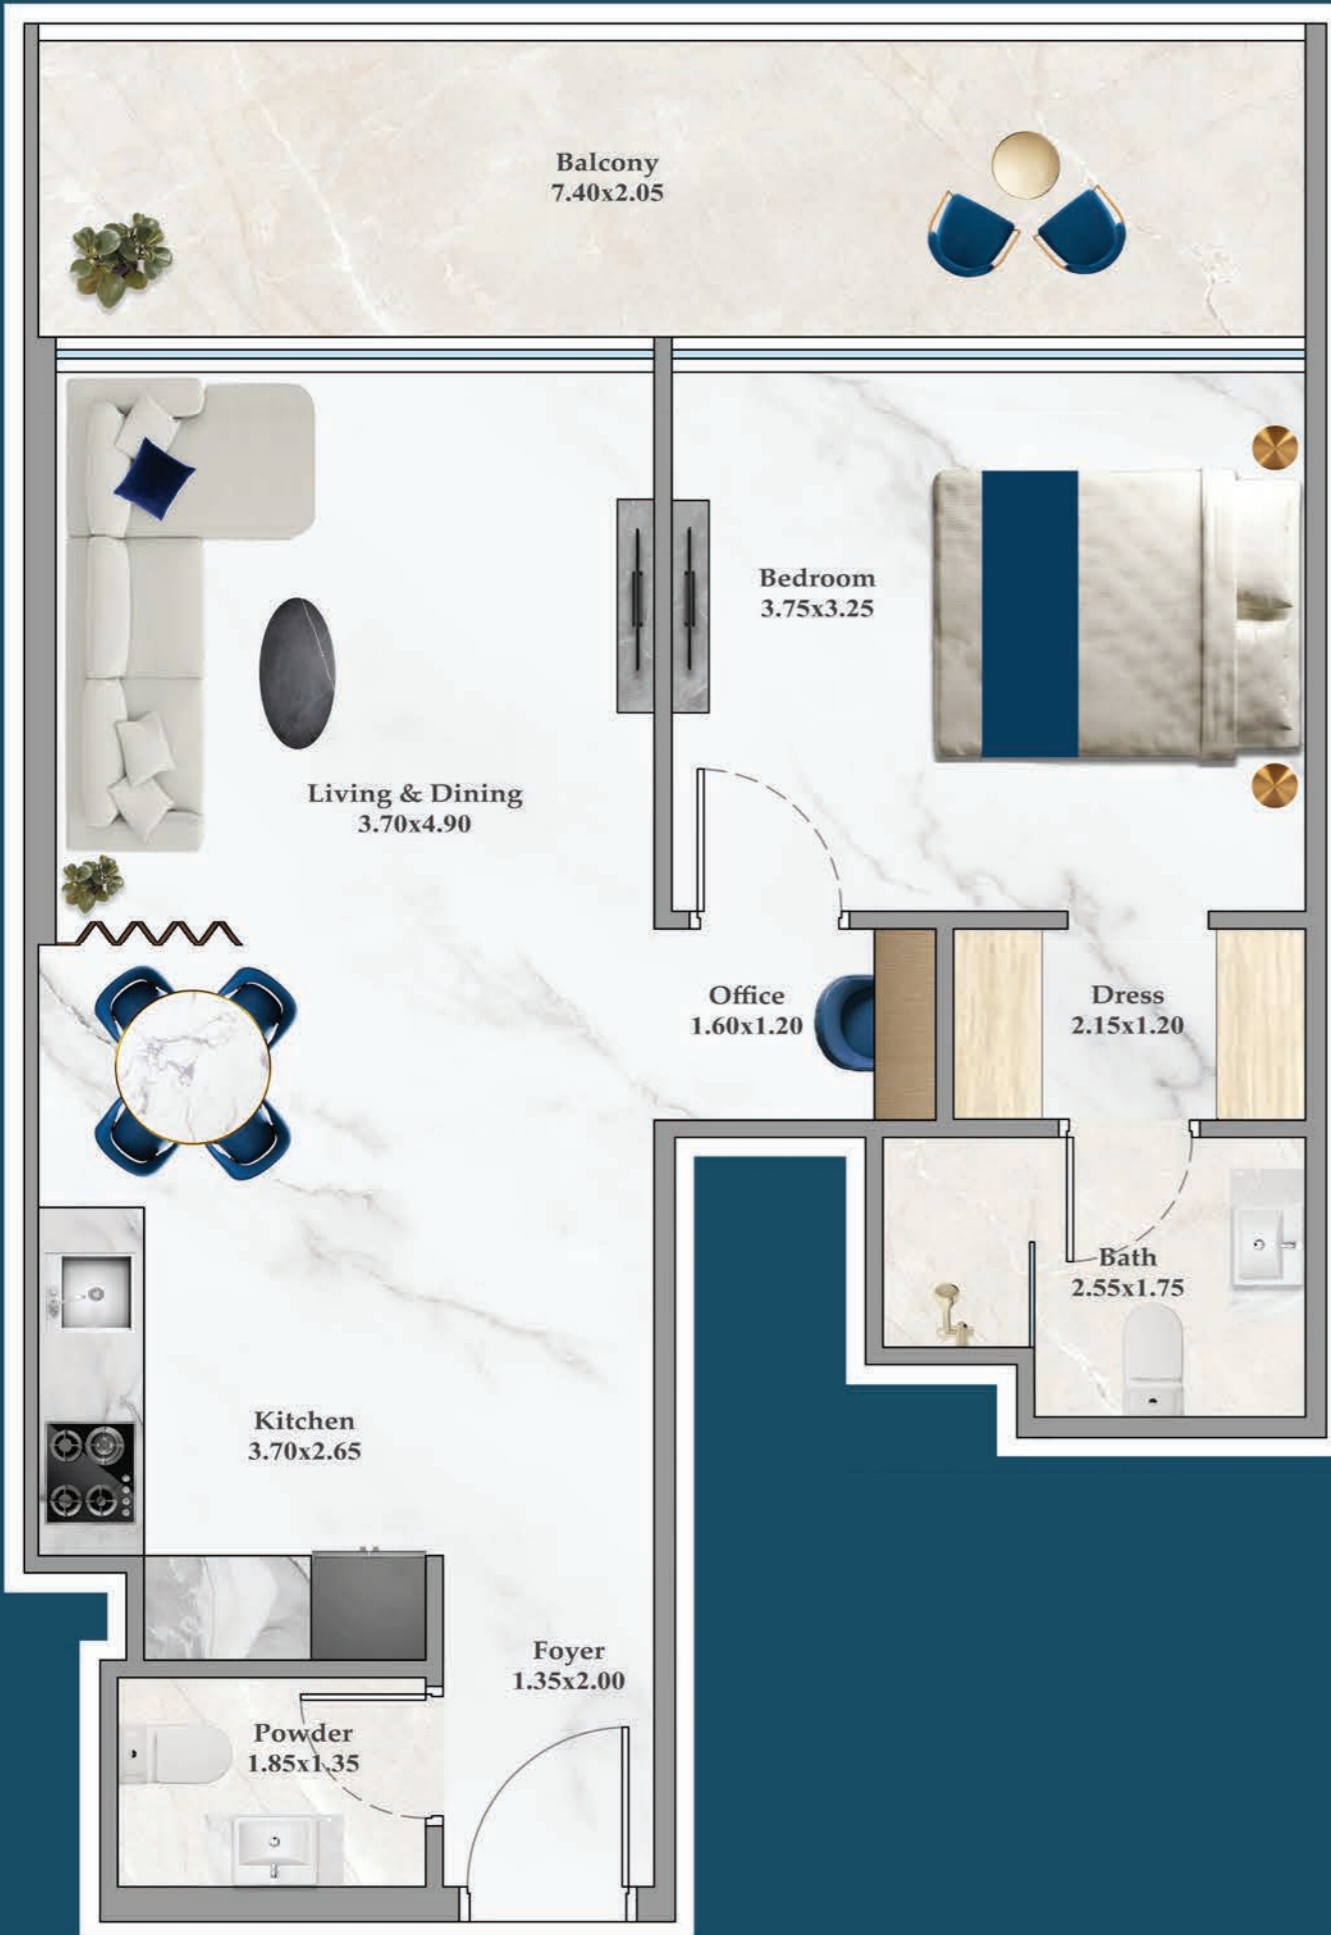 Balcony
7.40x2.05
Bedroom
3.75x3.25
Living & Dining
3.70x4.90
Office
1.60x1.20
Dress
2.15x1.20
Bath
2.55x1.75
Kitchen
3.70x2.65
Foyer
1.35x2.00
Powder
1.85x1.35